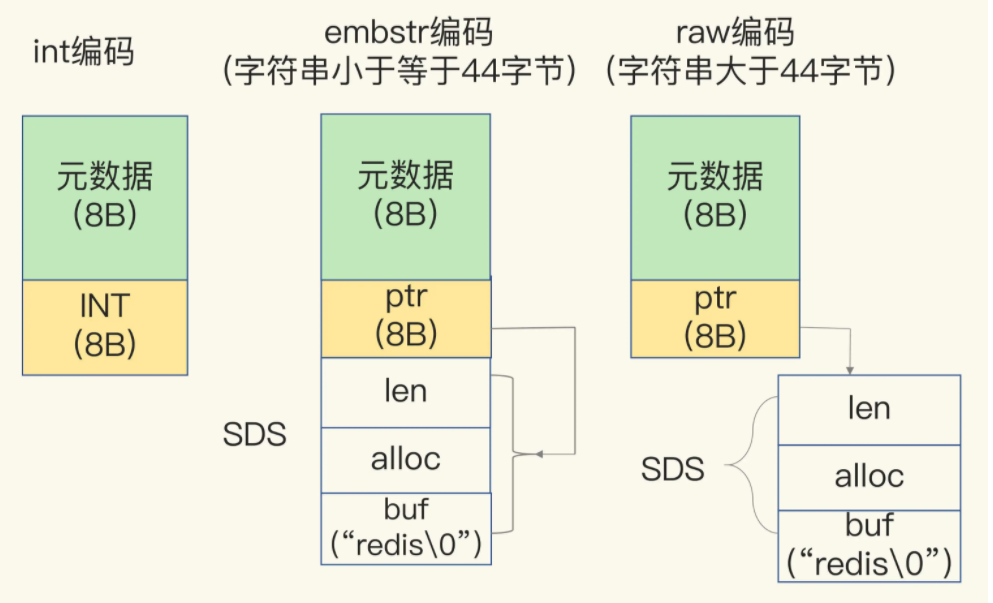 int编码
元数据
(8B)
INT
(8B)
embstr编码
(字符串小于等于44字节)
元数据
(8B)
ptr
(8B)
SDS
len
alloc
buf
(“redis\0”)
raw编码
(字符串大于44字节)
元数据
(8B)
ptr
(8B)
SDS
len
alloc
buf
(“redis\0”)